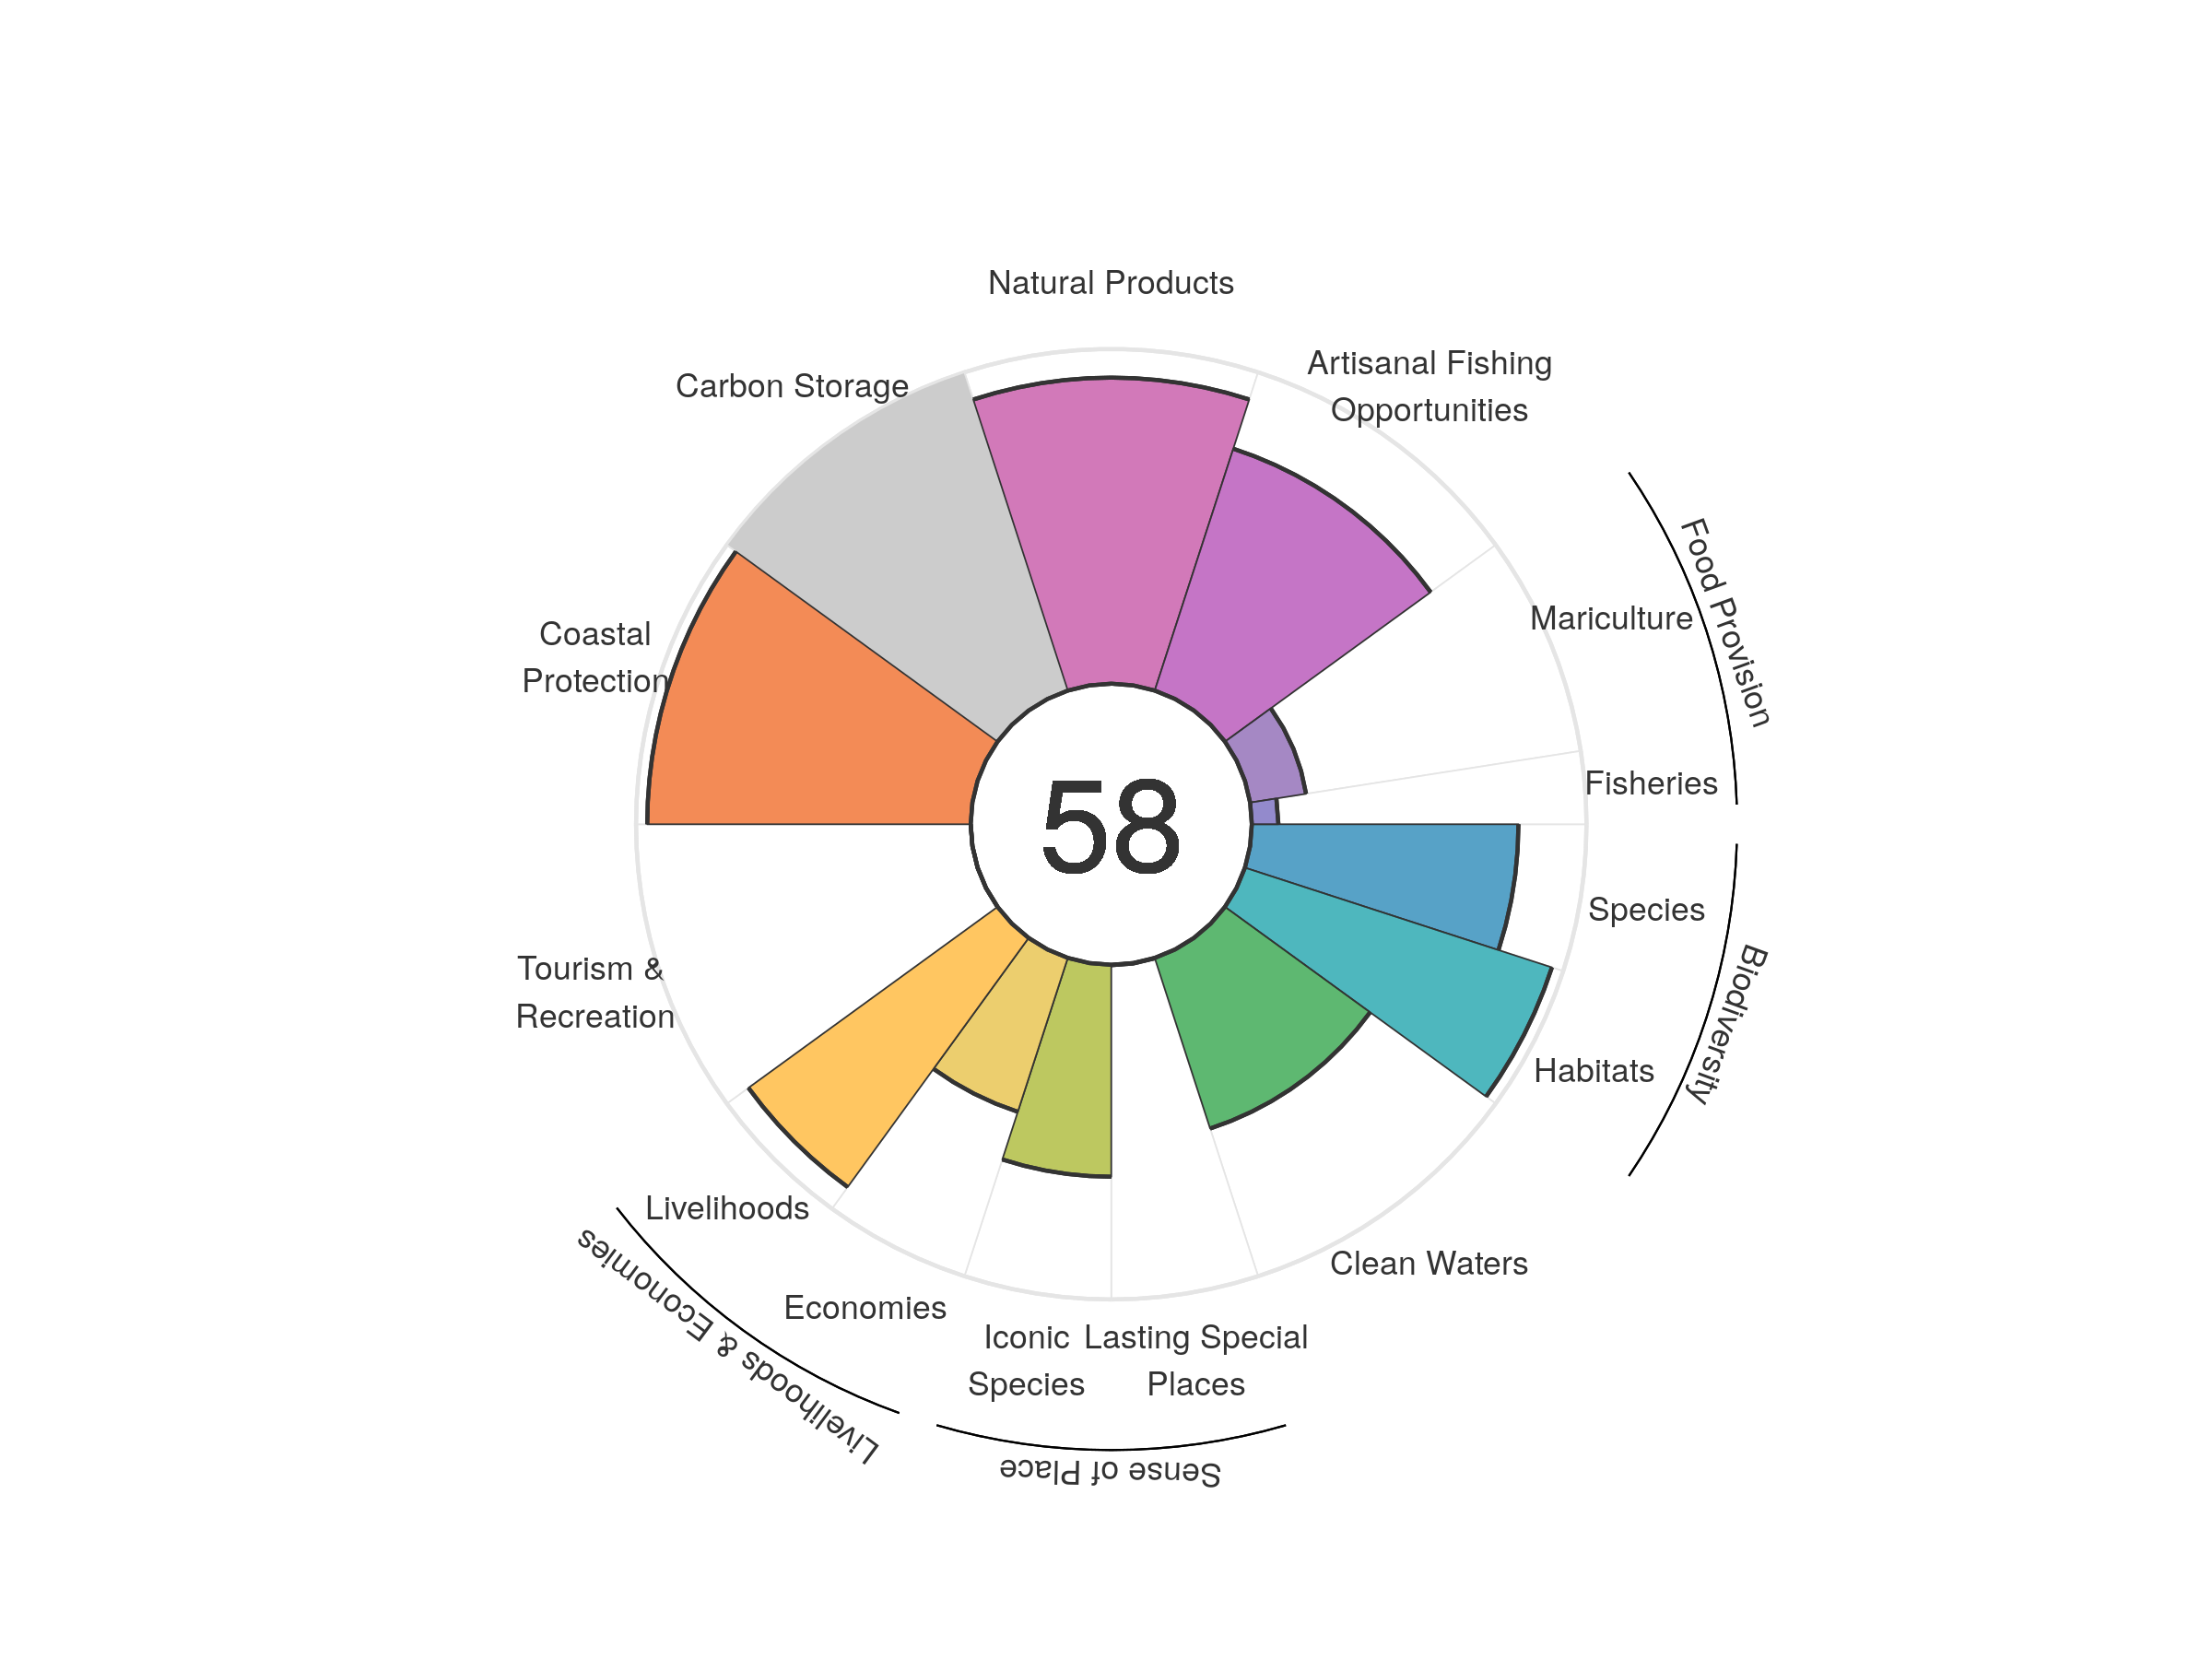 Natural Products
Artisanal Fishing
Opportunities
Carbon Storage
Food Provision
Mariculture
Coastal
Protection
Fisheries
58
Species
Biodiversity
Tourism &
Recreation
Habitats
Livelihoods
Clean Waters
Livelihoods & Economies
Economies
Iconic
Species
Lasting Special
Places
Sense of Place